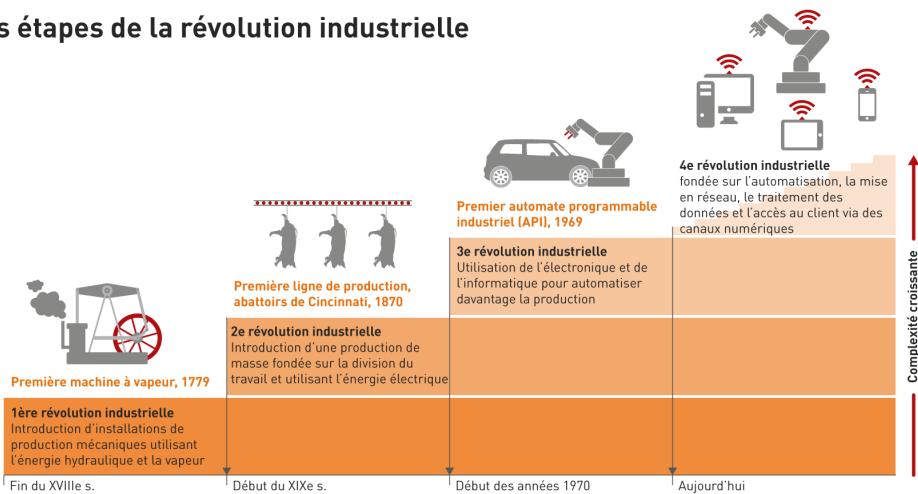 s étapes de la révolution industrielle
4e révolution industrielle
fondée sur l'automatisation, la mise
en réseau, le traitement des
données et l'accès au client via des
canaux numériques
Premier automate programmable
industriel (API), 1969
3e révolution industrielle
Utilisation de l'électronique et de
l'informatique pour automatiser
davantage la production
Première ligne de production,
abattoirs de Cincinnati, 1870
2e révolution industrielle
Introduction d'une production de
masse fondée sur la division du
travail et utilisant l'énergie électrique
Première machine à vapeur, 1779
1ère révolution industrielle
Introduction d'installations de
production mécaniques utilisant
l'énergie hydraulique et la vapeur
Complexité croissante
Fin du XVIIIe s.
Début du XIXe s.
Début des années 1970
Aujourd'hui